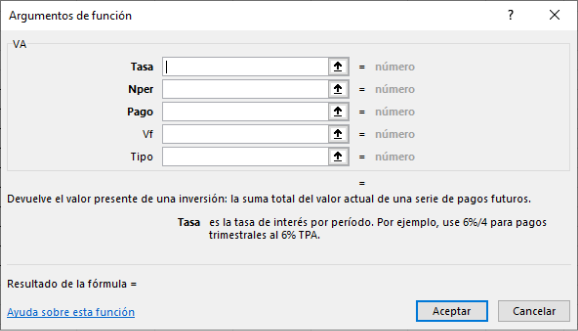 Argumentos de función ? ×
VA
Tasa = número
Nper = número
Pago = número
Vf = número
Tipo = número
=
Devuelve el valor presente de una inversión: la suma total del valor actual de una serie de pagos futuros.
Tasa es la tasa de interés por período. Por ejemplo, use 6%/4 para pagos
trimestrales al 6% TPA.
Resultado de la fórmula =
Ayuda sobre esta función Aceptar Cancelar